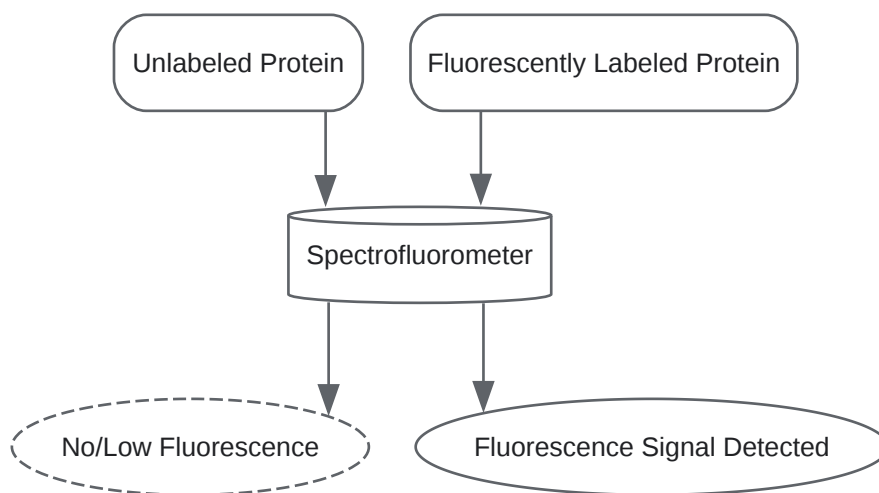 Unlabeled Protein
Fluorescently Labeled Protein
Spectrofluorometer
No/Low Fluorescence
Fluorescence Signal Detected